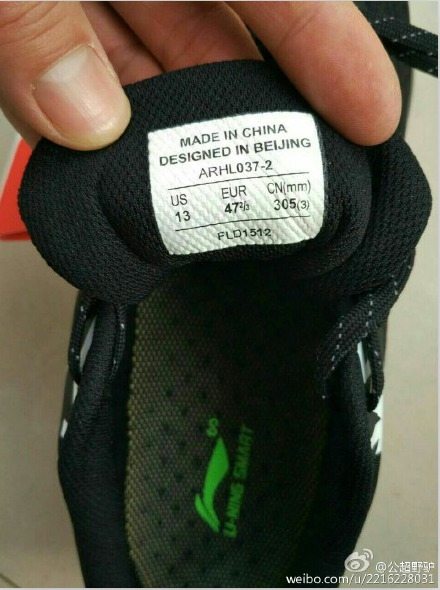 MADE IN CHINA
DESIGNED IN BEIJING
ARHL037-2
US EUR CN(mm)
13 47⅔ 305(3)
FLD1512
LI-NING SMART
@公超野驴
weibo.com/u/2216228031